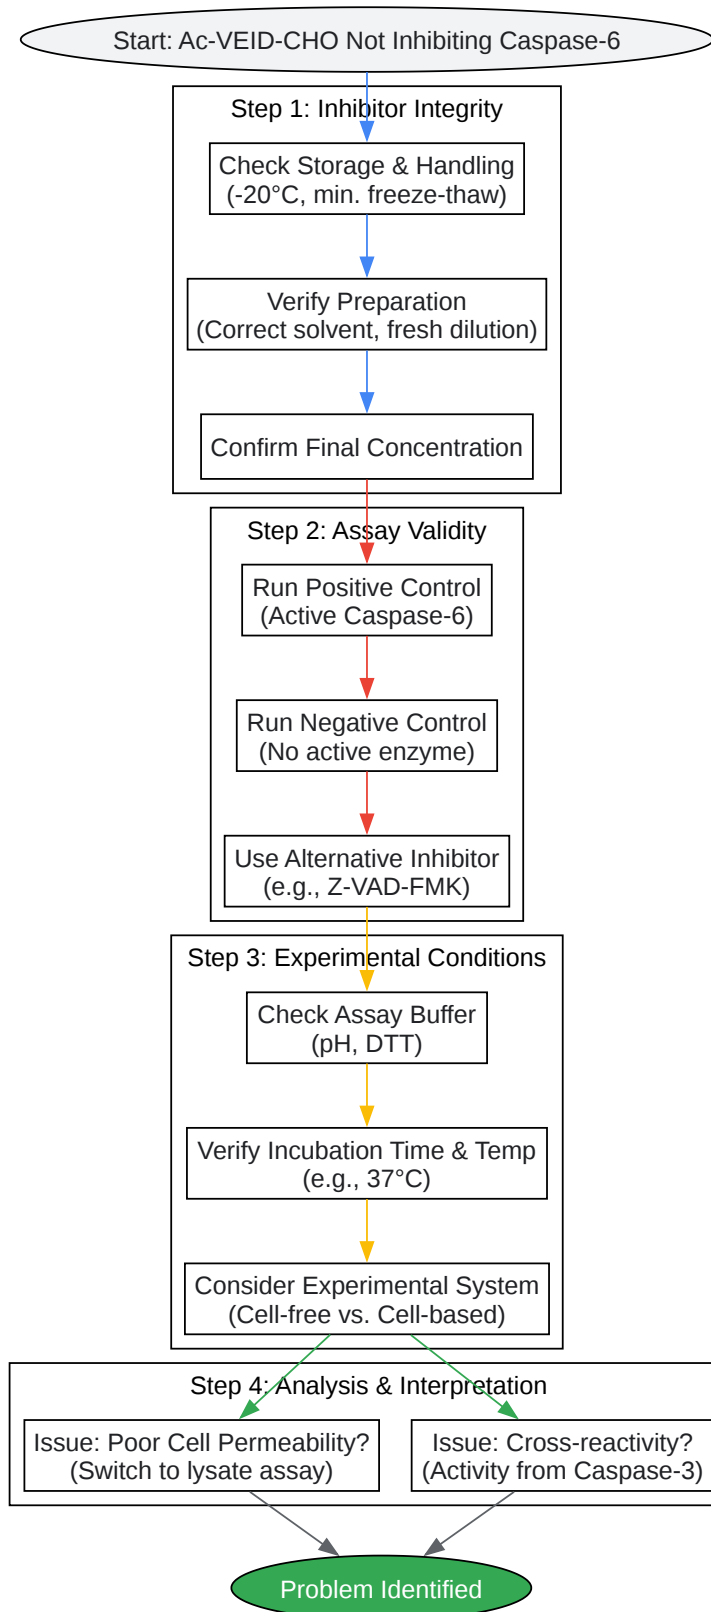 Start: Ac-VEID-CHO Not Inhibiting Caspase-6
Step 1: Inhibitor Integrity
Check Storage & Handling
(-20°C, min. freeze-thaw)
Verify Preparation
(Correct solvent, fresh dilution)
Confirm Final Concentration
Step 2: Assay Validity
Run Positive Control
(Active Caspase-6)
Run Negative Control
(No active enzyme)
Use Alternative Inhibitor
(e.g., Z-VAD-FMK)
Step 3: Experimental Conditions
Check Assay Buffer
(pH, DTT)
Verify Incubation Time & Temp
(e.g., 37°C)
Consider Experimental System
(Cell-free vs. Cell-based)
Step 4: Analysis & Interpretation
Issue: Poor Cell Permeability?
(Switch to lysate assay)
Issue: Cross-reactivity?
(Activity from Caspase-3)
Problem Identified